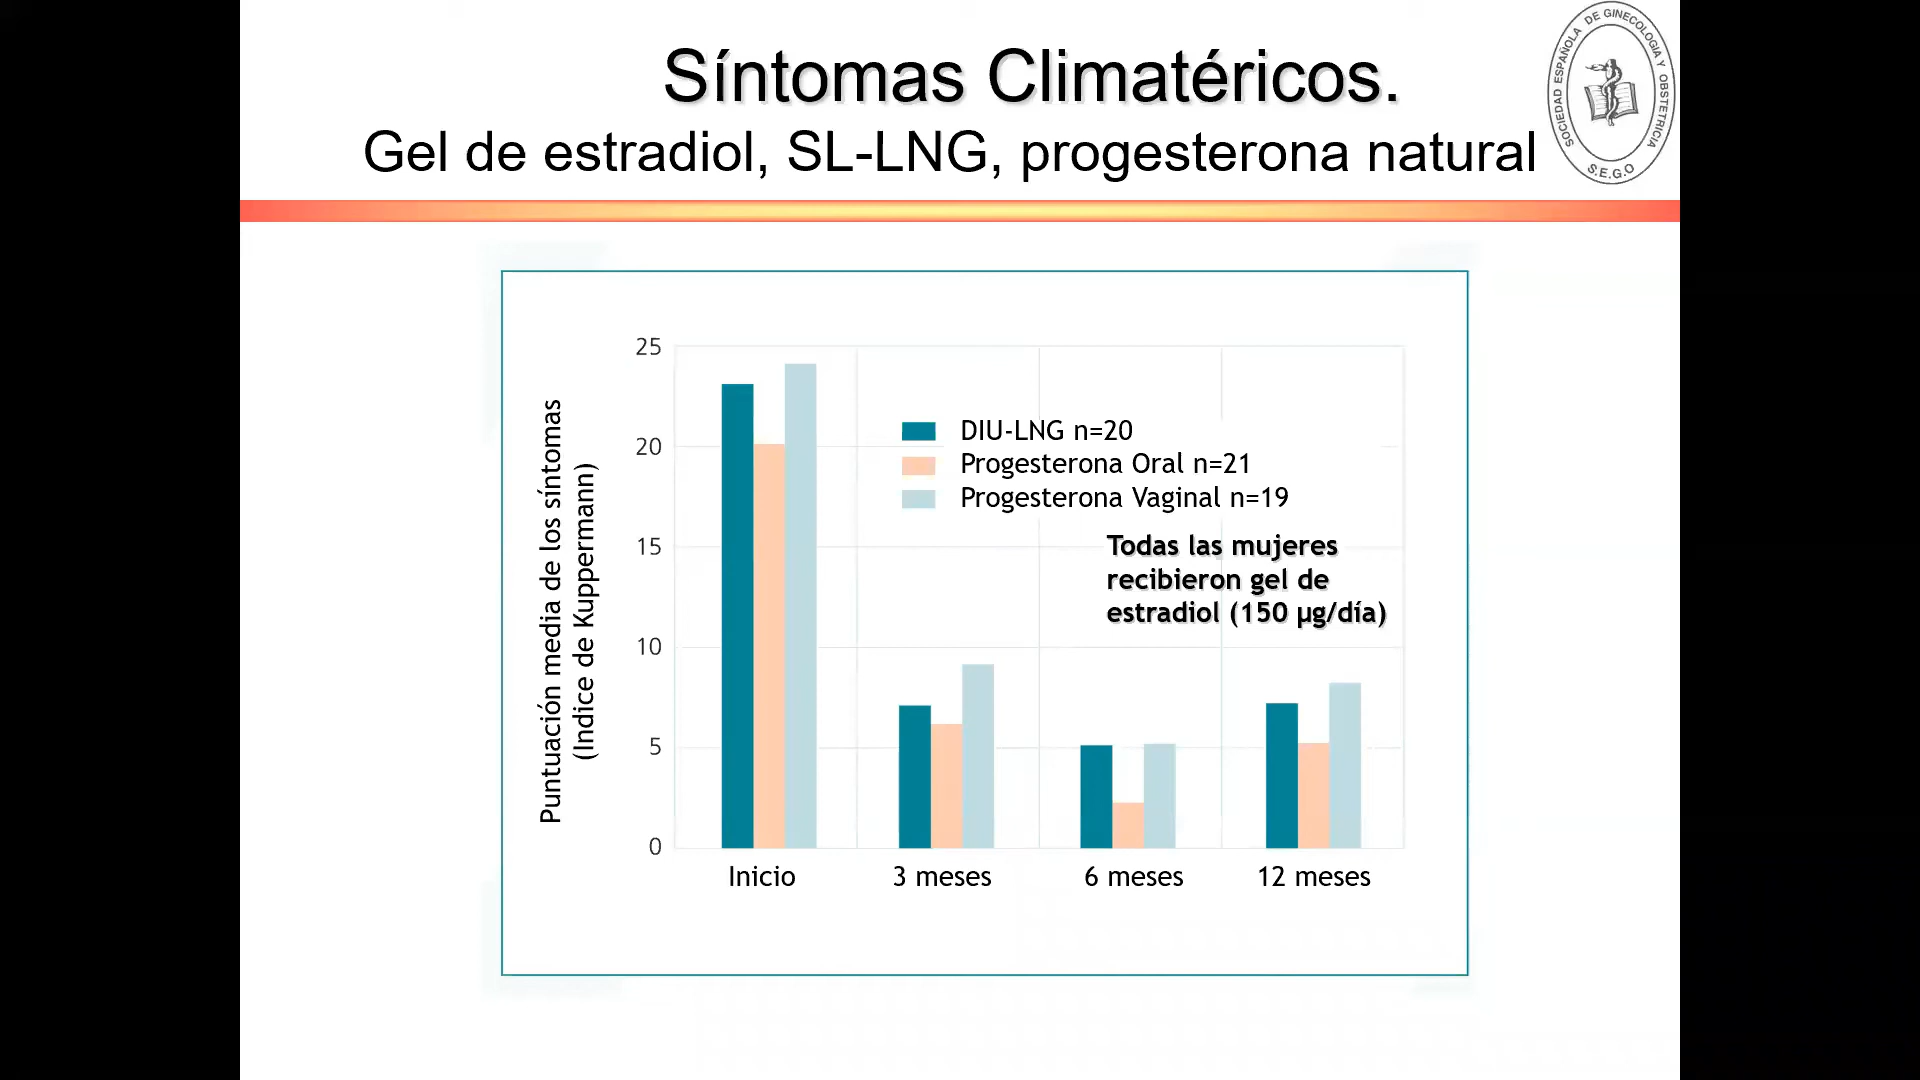 Síntomas Climatéricos.
Gel de estradiol, SL-LNG, progesterona natural
SOCIEDAD ESPAÑOLA DE GINECOLOGIA Y OBSTETRICIA
S.E.G.O
Puntuación media de los síntomas
(Indice de Kuppermann)
25
20
15
10
5
0
DIU-LNG n=20
Progesterona Oral n=21
Progesterona Vaginal n=19
Todas las mujeres
recibieron gel de
estradiol (150 µg/día)
Inicio
3 meses
6 meses
12 meses